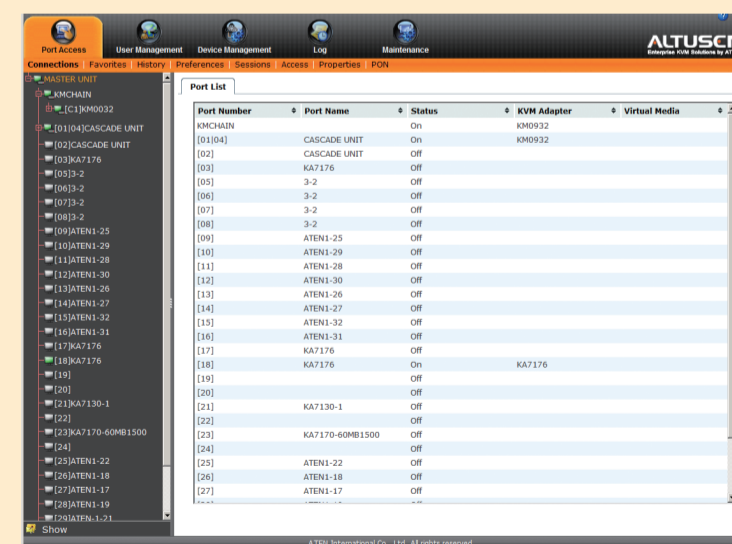 Port Access User Management Device Management Log Maintenance
ALTUSC
Enterprise KVM Solutions by AT
Connections Favorites History Preferences Sessions Access Properties PON
MASTER UNIT
KMCHAIN
[C1]KM0032
[01|04]CASCADE UNIT
[02]CASCADE UNIT
[03]KA7176
[05]3-2
[06]3-2
[07]3-2
[08]3-2
[09]ATEN1-25
[10]ATEN1-29
[11]ATEN1-28
[12]ATEN1-30
[13]ATEN1-26
[14]ATEN1-27
[15]ATEN1-32
[16]ATEN1-31
[17]KA7176
[18]KA7176
[19]
[20]
[21]KA7130-1
[22]
[23]KA7170-60MB1500
[24]
[25]ATEN1-22
[26]ATEN1-18
[27]ATEN1-17
[28]ATEN1-19
[29]ATEN-1-21
Show
Port List
Port Number Port Name Status KVM Adapter Virtual Media
KMCHAIN On KM0932
[01|04] CASCADE UNIT On KM0932
[02] CASCADE UNIT Off
[03] KA7176 Off
[05] 3-2 Off
[06] 3-2 Off
[07] 3-2 Off
[08] 3-2 Off
[09] ATEN1-25 Off
[10] ATEN1-29 Off
[11] ATEN1-28 Off
[12] ATEN1-30 Off
[13] ATEN1-26 Off
[14] ATEN1-27 Off
[15] ATEN1-32 Off
[16] ATEN1-31 Off
[17] KA7176 Off
[18] KA7176 On KA7176
[19] Off
[20] Off
[21] KA7130-1 Off
[22] Off
[23] KA7170-60MB1500 Off
[24] Off
[25] ATEN1-22 Off
[26] ATEN1-18 Off
[27] ATEN1-17 Off
ATEN International Co., Ltd. All rights reserved.